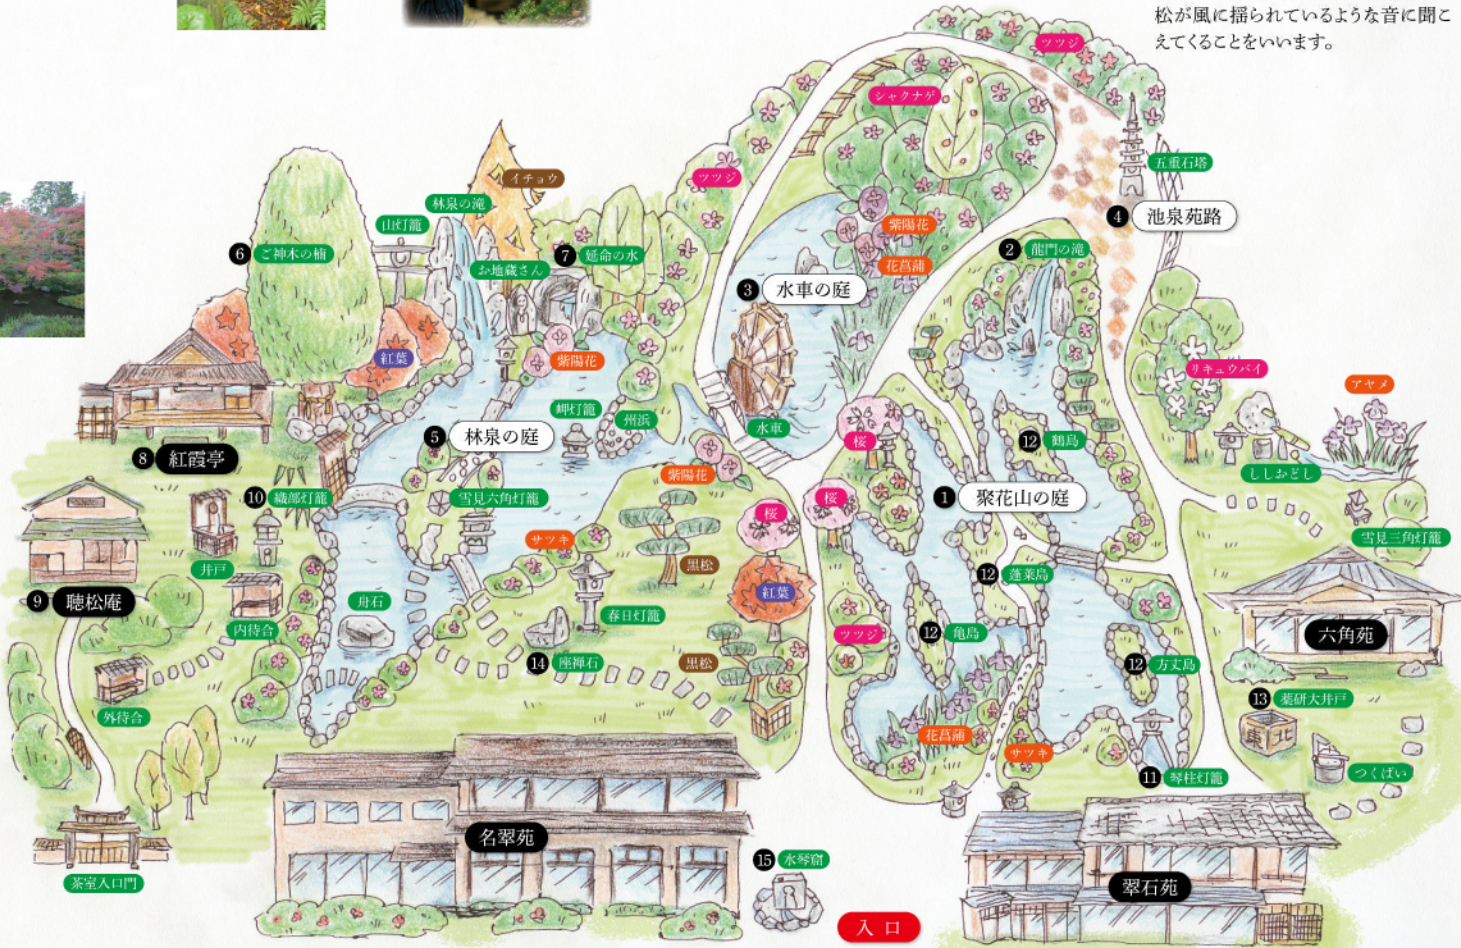 松が風に揺られているような音に聞こ
えてくることをいいます。
ツツジ
シャクナゲ
五重石塔
イチョウ
ツツジ
林泉の滝
4 池泉苑路
山灯籠
紫陽花
6 ご神木の楠
7 延命の水
2 龍門の滝
お地蔵さん
花菖蒲
3 水車の庭
紅葉
紫陽花
リキュウバイ
アヤメ
岬灯籠
州浜
水車
5 林泉の庭
桜
12 鶴島
8 紅霞亭
紫陽花
ししおどし
10 織部灯籠
雪見六角灯籠
桜
1 聚花山の庭
桜
サツキ
雪見三角灯籠
井戸
黒松
12 蓬莱島
紅葉
9 聴松庵
舟石
春日灯籠
内待合
ツツジ
12 亀島
六角苑
14 座禅石
黒松
12 方丈島
13 薬研大井戸
外待合
花菖蒲
東 北
サツキ
つくばい
11 琴柱灯籠
名翠苑
15 水琴窟
茶室入口門
翠石苑
入 口